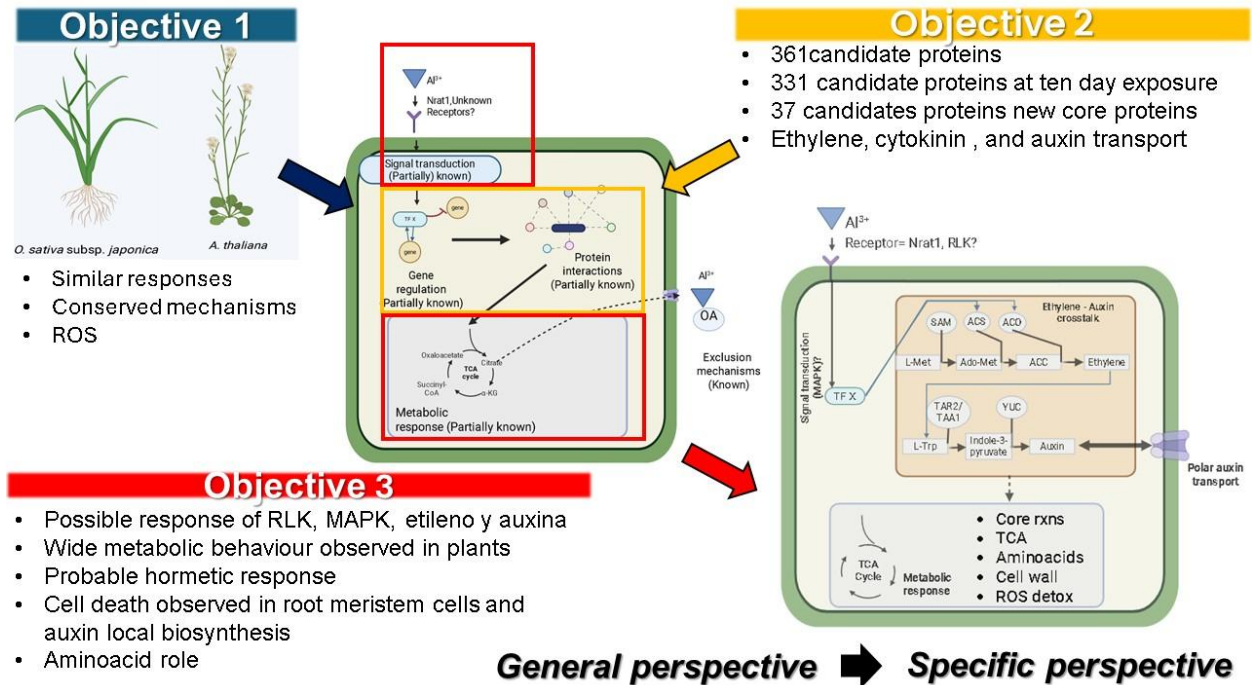 Objective 1
O. sativa subsp. japonica
A. thaliana
• Similar responses
• Conserved mechanisms
• ROS
Al³⁺
Nrat1,Unknown
Receptors?
Signal transduction
(Partially) known)
TF X
gene
gene
Gene
regulation
Partially known)
Protein
interactions
(Partially known)
Oxaloacetate
Citrate
TCA
cycle
Succinyl-
CoA
α-KG
Metabolic
response (Partially known)
Al³⁺
OA
Exclusion
mechanisms
(Known)
Objective 2
• 361candidate proteins
• 331 candidate proteins at ten day exposure
• 37 candidates proteins new core proteins
• Ethylene, cytokinin , and auxin transport
Objective 3
• Possible response of RLK, MAPK, etileno y auxina
• Wide metabolic behaviour observed in plants
• Probable hormetic response
• Cell death observed in root meristem cells and
auxin local biosynthesis
• Aminoacid role
Al³⁺
Receptor= Nrat1, RLK?
Signal transduction
(MAPK)?
TF X
Ethylene - Auxin
crosstalk
SAM
ACS
ACO
L-Met
Ado-Met
ACC
Ethylene
TAR2/
TAA1
YUC
L-Trp
Indole-3-
pyruvate
Auxin
Polar auxin
transport
TCA
Cycle
Metabolic
response
• Core rxns
• TCA
• Aminoacids
• Cell wall
• ROS detox
General perspective
Specific perspective